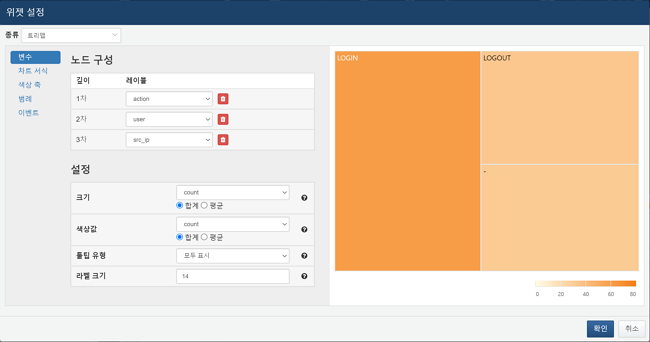 위젯 설정
종류 트리맵
변수
차트 서식
색상 축
범례
이벤트
노드 구성
깊이 레이블
1차 action
2차 user
3차 src_ip
설정
크기 count
합계 평균
색상값 count
합계 평균
툴팁 유형 모두 표시
라벨 크기 14
LOGIN
LOGOUT
-
0 20 40 60 80
확인 취소